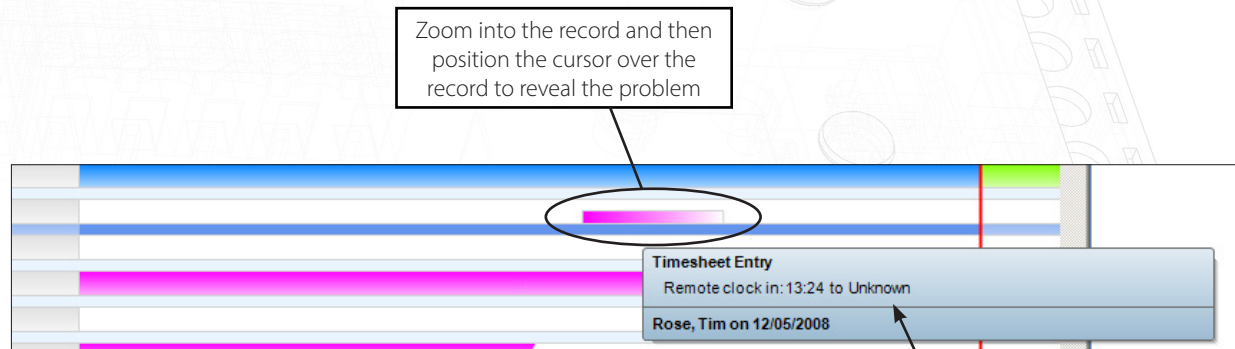 Zoom into the record and then
position the cursor over the
record to reveal the problem
Timesheet Entry
Remote clock in: 13:24 to Unknown
Rose, Tim on 12/05/2008